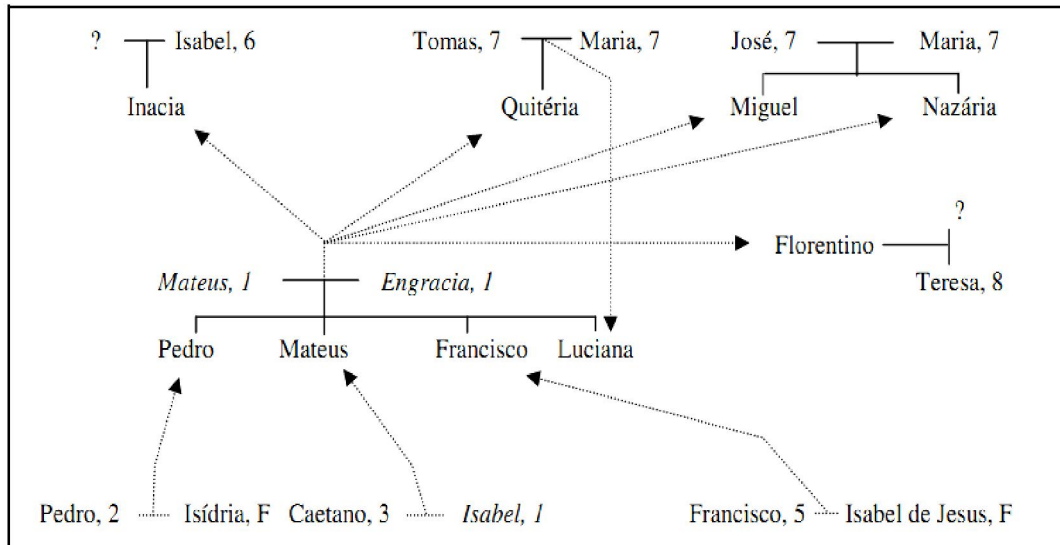 ? Isabel, 6 Tomas, 7 Maria, 7 José, 7 Maria, 7
Inacia Quitéria Miguel Nazária
?
Florentino
Mateus, 1 Engracia, 1 Teresa, 8
Pedro Mateus Francisco Luciana
Pedro, 2 Isídria, F Caetano, 3 Isabel, 1 Francisco, 5 Isabel de Jesus, F